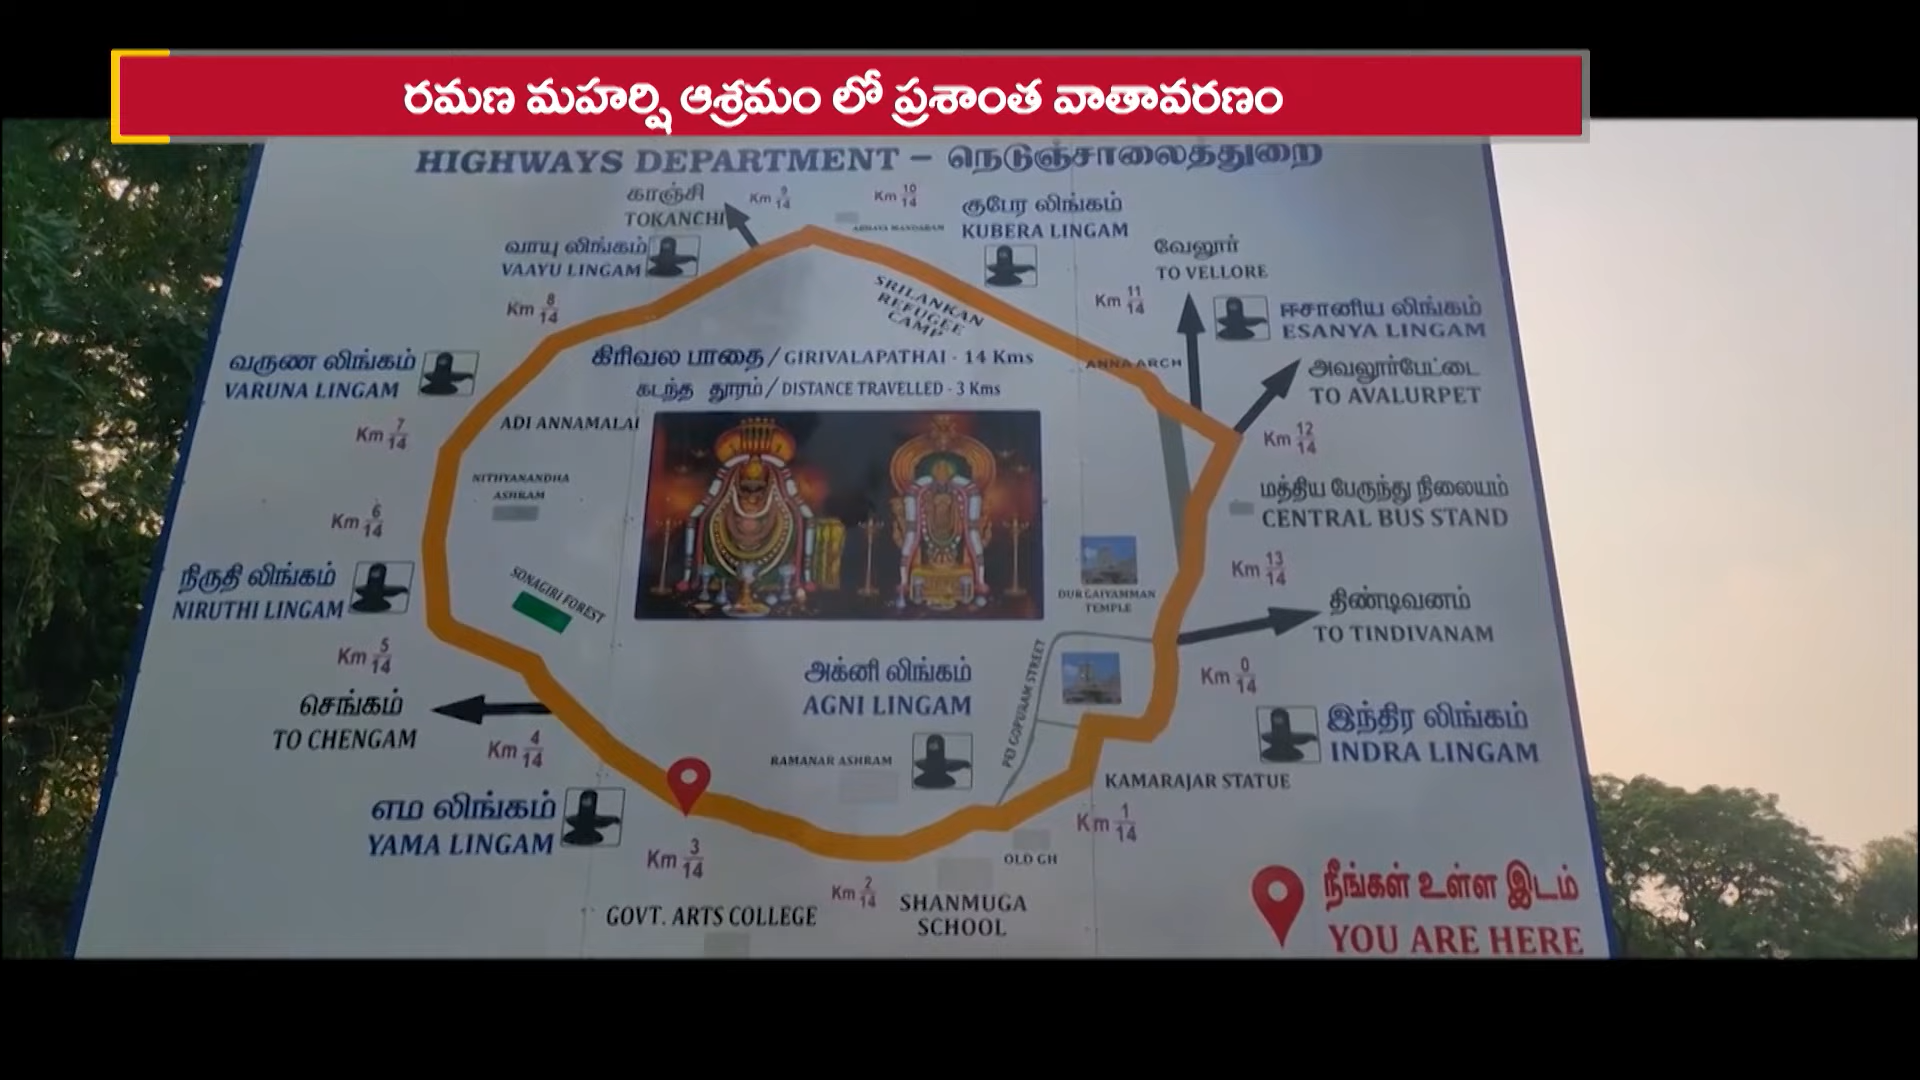 రమణ మహర్షి ఆశ్రమం లో ప్రశాంత వాతావరణం
HIGHWAYS DEPARTMENT – நெடுஞ்சாலைத்துறை
காஞ்சி
TOKANCHI
Km 9/14
Km 10/14
குபேர லிங்கம்
KUBERA LINGAM
வாயு லிங்கம்
VAAYU LINGAM
வேலூர்
TO VELLORE
Km 8/14
SRILANKAN
REFUGEE
CAMP
Km 11/14
ஈசானிய லிங்கம்
ESANYA LINGAM
வருண லிங்கம்
VARUNA LINGAM
கிரிவல பாதை / GIRIVALAPATHAI - 14 Kms
கடந்த தூரம் / DISTANCE TRAVELLED - 3 Kms
ANNA ARCH
அவலூர்பேட்டை
TO AVALURPET
Km 7/14
ADI ANNAMALAI
Km 12/14
NITHYANANDHA
ASHRAM
மத்திய பேருந்து நிலையம்
CENTRAL BUS STAND
Km 6/14
Km 13/14
நிருதி லிங்கம்
NIRUTHI LINGAM
SONAGIRI FOREST
DURGAIYAMMAN
TEMPLE
திண்டிவனம்
TO TINDIVANAM
Km 5/14
அக்னி லிங்கம்
AGNI LINGAM
PEI GOPURAM STREET
Km 0/14
செங்கம்
TO CHENGAM
Km 4/14
இந்திர லிங்கம்
INDRA LINGAM
RAMANAR ASHRAM
KAMARAJAR STATUE
எம லிங்கம்
YAMA LINGAM
Km 1/14
Km 3/14
OLD GH
Km 2/14
GOVT. ARTS COLLEGE
SHANMUGA
SCHOOL
நீங்கள் உள்ள இடம்
YOU ARE HERE